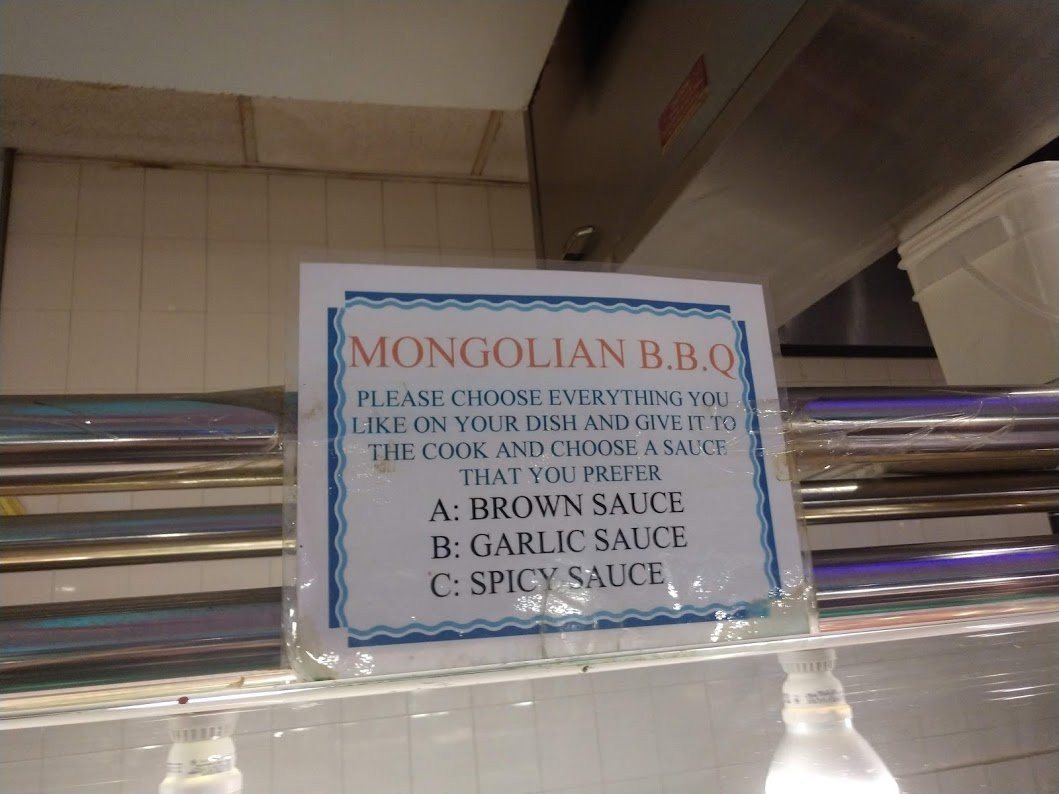 MONGOLIAN B.B.Q
PLEASE CHOOSE EVERYTHING YOU
LIKE ON YOUR DISH AND GIVE IT TO
THE COOK AND CHOOSE A SAUCE
THAT YOU PREFER
A: BROWN SAUCE
B: GARLIC SAUCE
C: SPICY SAUCE